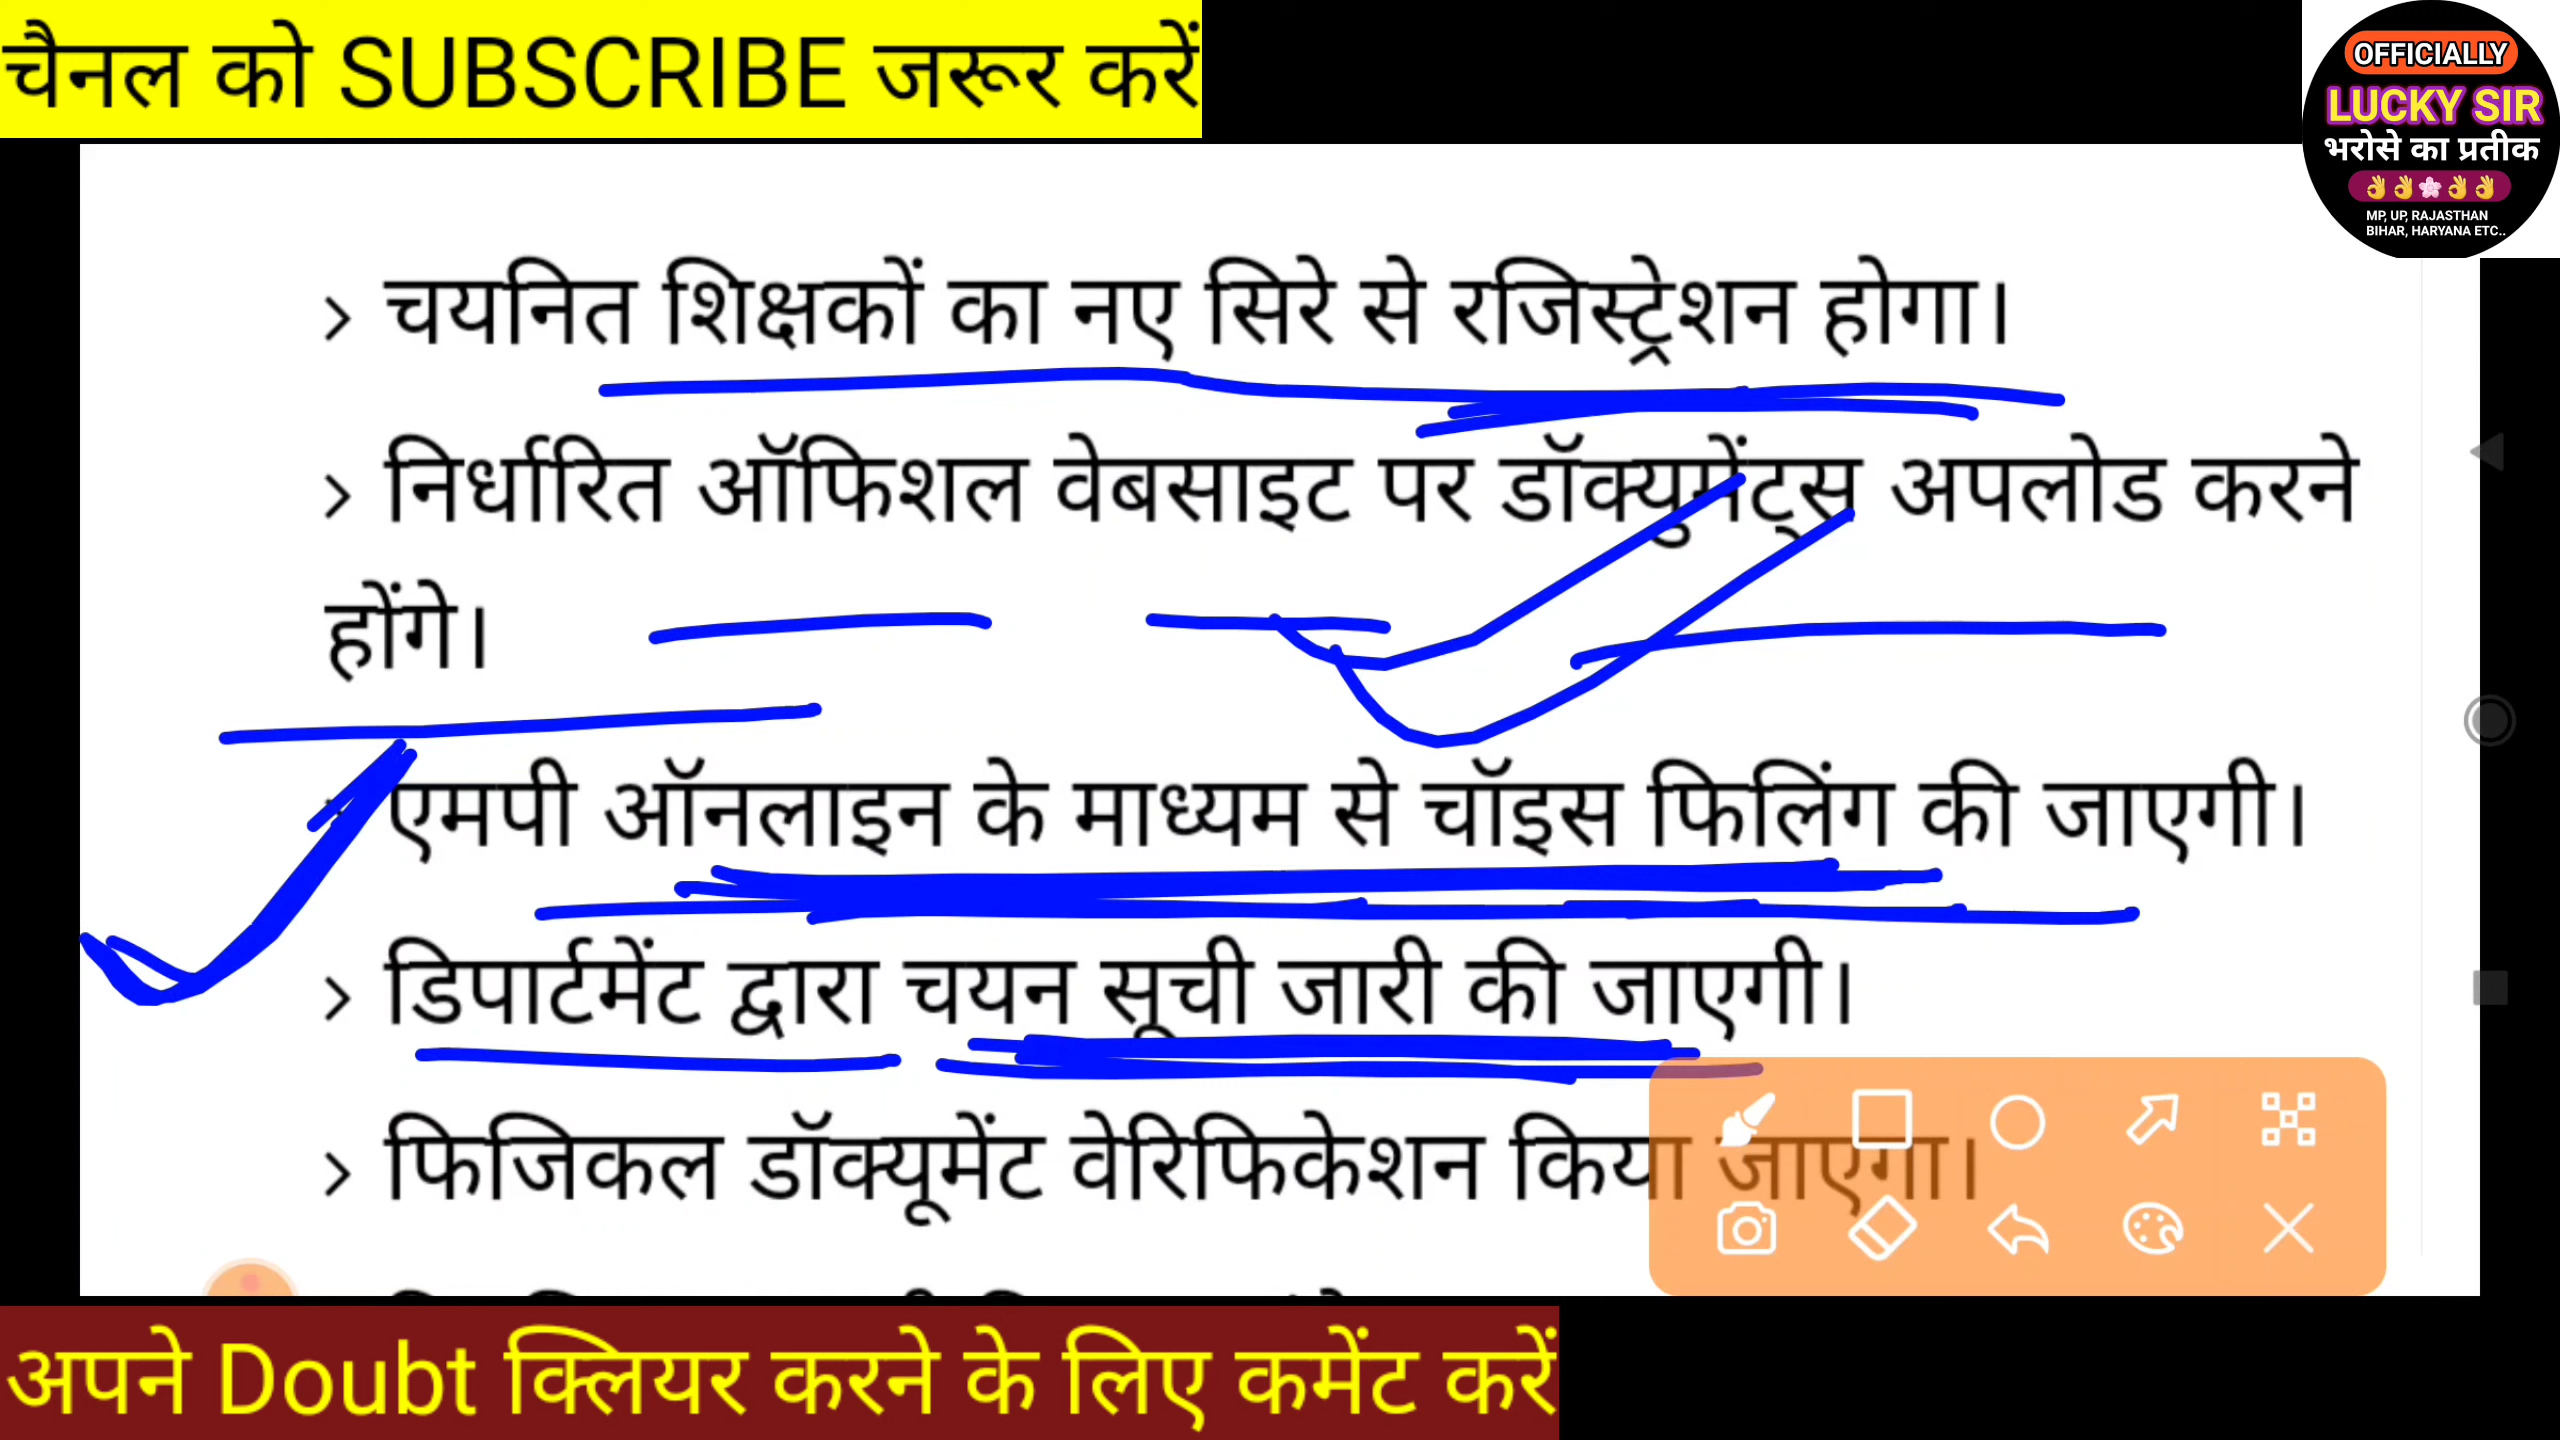 चैनल को SUBSCRIBE जरूर करें
OFFICIALLY
LUCKY SIR
भरोसे का प्रतीक
MP, UP, RAJASTHAN
BIHAR, HARYANA ETC..
> चयनित शिक्षकों का नए सिरे से रजिस्ट्रेशन होगा।
> निर्धारित ऑफिशल वेबसाइट पर डॉक्युमेंट्स अपलोड करने
होंगे।
एमपी ऑनलाइन के माध्यम से चॉइस फिलिंग की जाएगी।
> डिपार्टमेंट द्वारा चयन सूची जारी की जाएगी।
> फिजिकल डॉक्यूमेंट वेरिफिकेशन किया जाएगा।
अपने Doubt क्लियर करने के लिए कमेंट करें